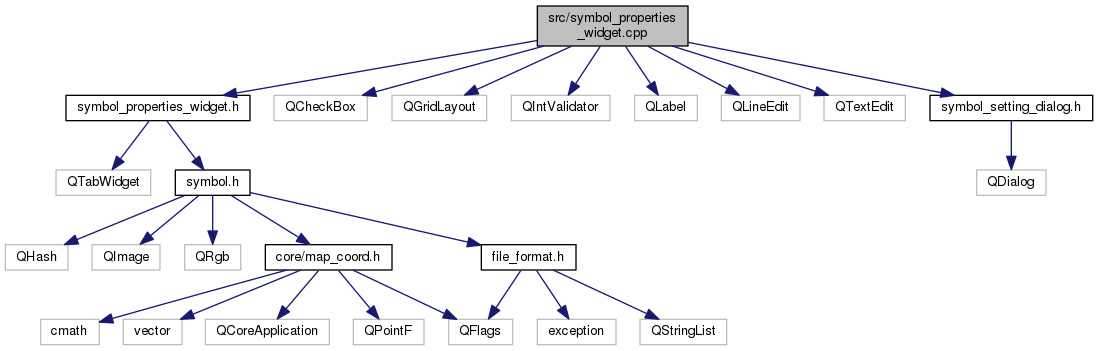 src/symbol_properties
_widget.cpp
symbol_properties_widget.h
QCheckBox
QGridLayout
QIntValidator
QLabel
QLineEdit
QTextEdit
symbol_setting_dialog.h
QTabWidget
symbol.h
QDialog
QHash
QImage
QRgb
core/map_coord.h
file_format.h
cmath
vector
QCoreApplication
QPointF
QFlags
exception
QStringList